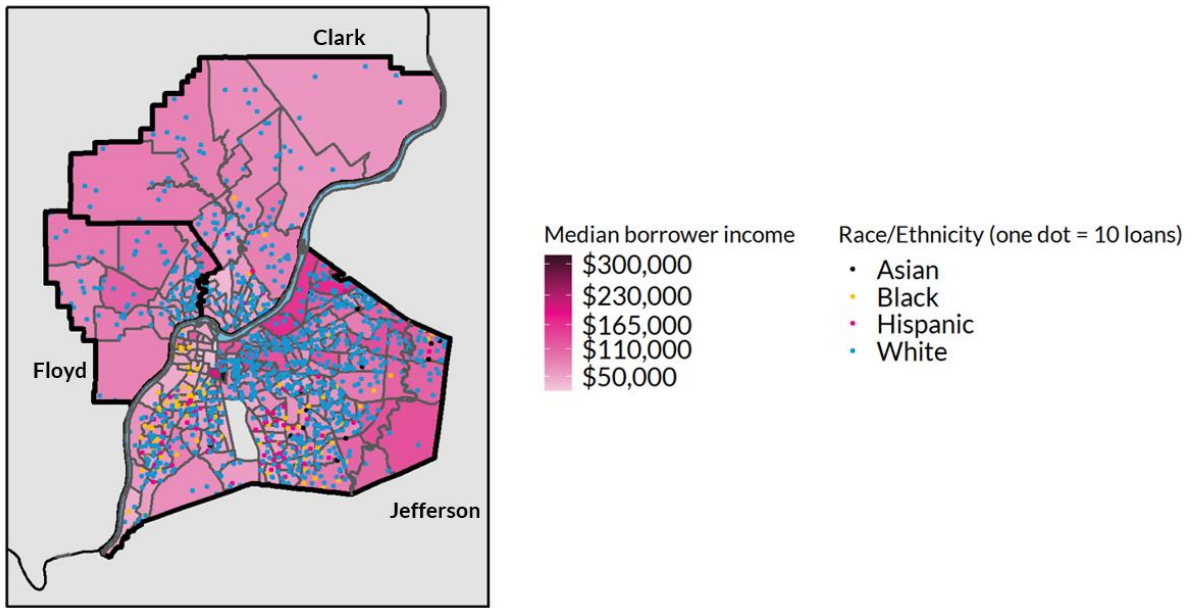 Clark
Floyd
Jefferson
Median borrower income
$300,000
$230,000
$165,000
$110,000
$50,000
Race/Ethnicity (one dot = 10 loans)
Asian
Black
Hispanic
White